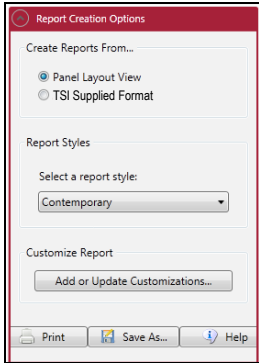 Report Creation Options
Create Reports From...
Panel Layout View
TSI Supplied Format
Report Styles
Select a report style:
Contemporary
Customize Report
Add or Update Customizations...
Print Save As... Help